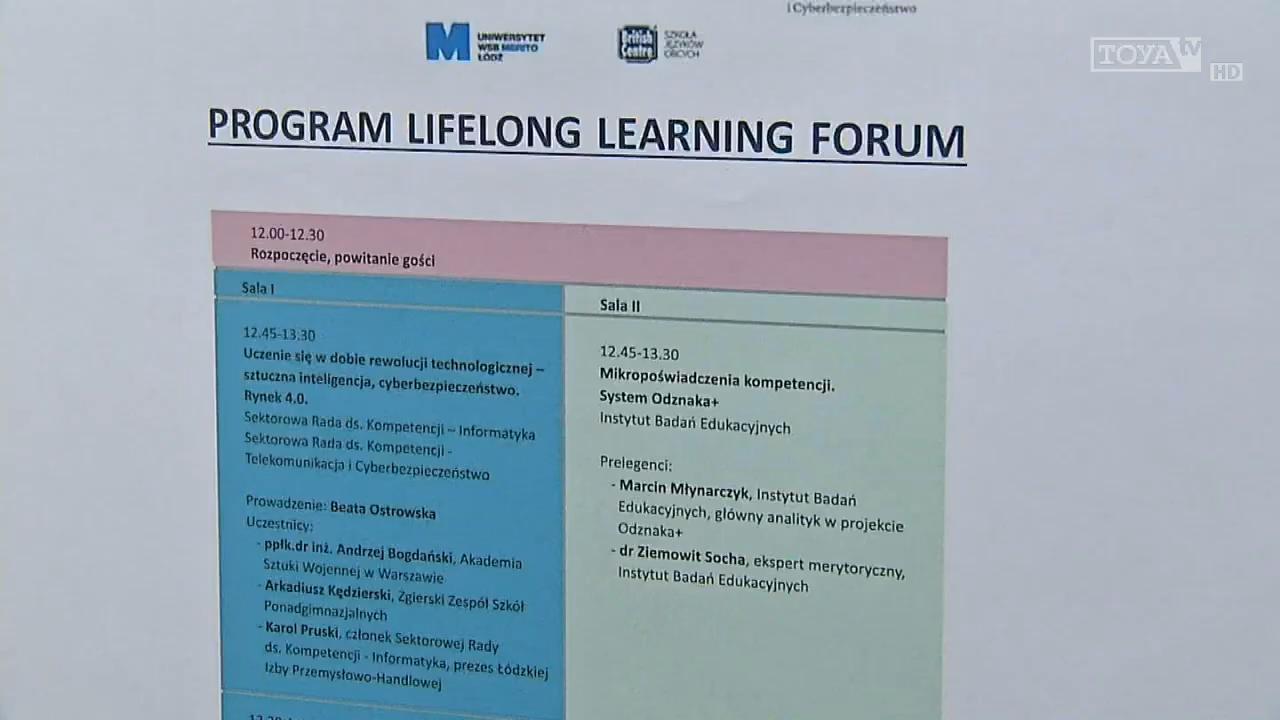 i Cyberbezpieczeństwo
UNIWERSYTET
WSB MERITO
ŁÓDŹ
British
Centre
SZKOŁA
JĘZYKÓW
OBCYCH
TOYA tv
HD
PROGRAM LIFELONG LEARNING FORUM
12.00-12.30
Rozpoczęcie, powitanie gości
Sala I
12.45-13.30
Uczenie się w dobie rewolucji technologicznej –
sztuczna inteligencja, cyberbezpieczeństwo.
Rynek 4.0.
Sektorowa Rada ds. Kompetencji – Informatyka
Sektorowa Rada ds. Kompetencji -
Telekomunikacja i Cyberbezpieczeństwo
Prowadzenie: Beata Ostrowska
Uczestnicy:
- ppłk.dr inż. Andrzej Bogdański, Akademia
Sztuki Wojennej w Warszawie
- Arkadiusz Kędzierski, Zgierski Zespół Szkół
Ponadgimnazjalnych
- Karol Pruski, członek Sektorowej Rady
ds. Kompetencji - Informatyka, prezes Łódzkiej
Izby Przemysłowo-Handlowej
Sala II
12.45-13.30
Mikropoświadczenia kompetencji.
System Odznaka+
Instytut Badań Edukacyjnych
Prelegenci:
- Marcin Młynarczyk, Instytut Badań
Edukacyjnych, główny analityk w projekcie
Odznaka+
- dr Ziemowit Socha, ekspert merytoryczny,
Instytut Badań Edukacyjnych